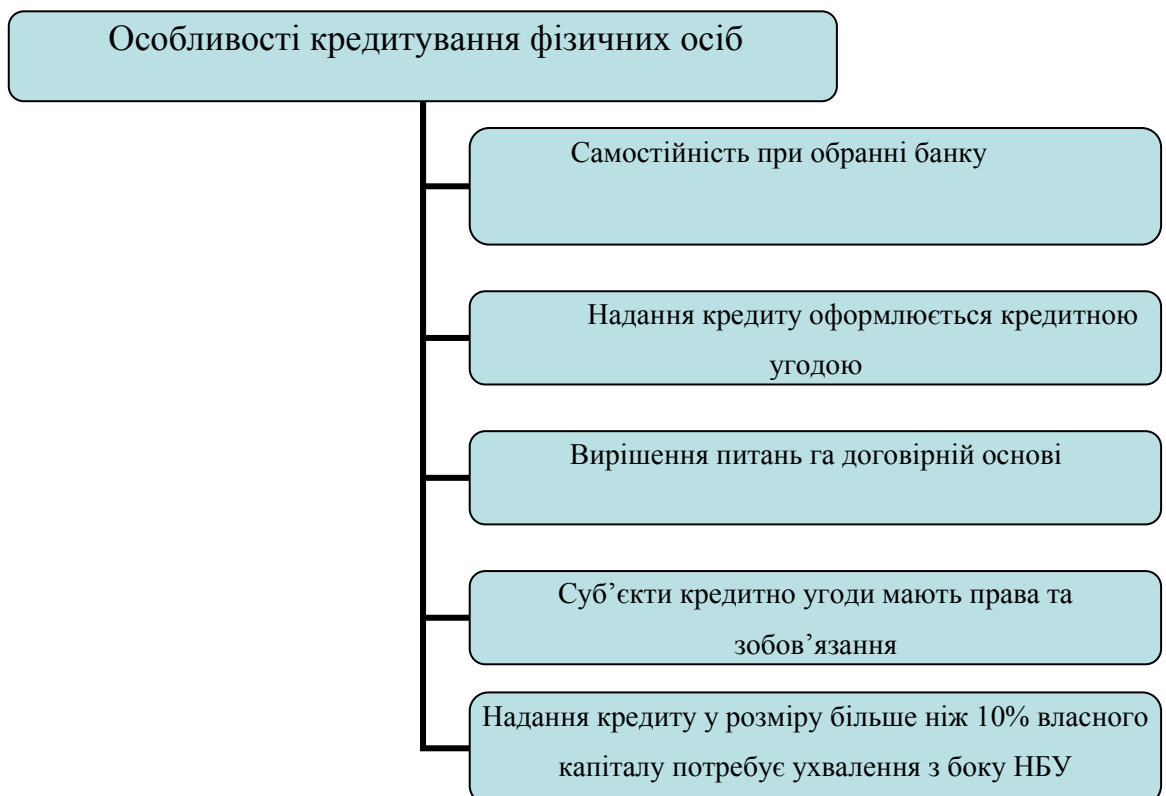 Особливості кредитування фізичних осіб
Самостійність при обранні банку
Надання кредиту оформлюється кредитною
угодою
Вирішення питань га договірній основі
Суб’єкти кредитно угоди мають права та
зобов’язання
Надання кредиту у розміру більше ніж 10% власного
капіталу потребує ухвалення з боку НБУ